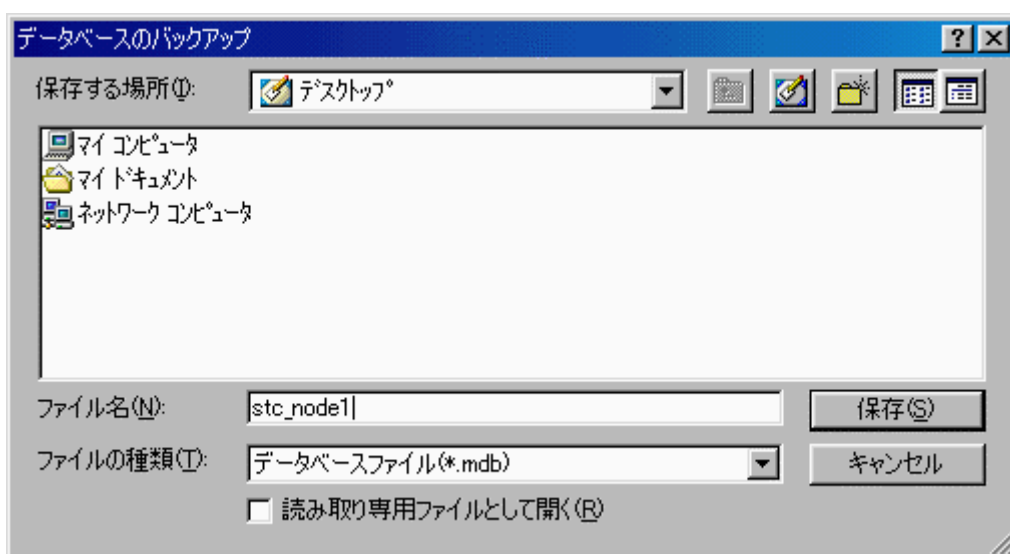 データベースのバックアップ
保存する場所(I): デスクトップ
マイ コンピュータ
マイ ドキュメント
ネットワーク コンピュータ
ファイル名(N): stc_node1 保存(S)
ファイルの種類(T): データベースファイル(*.mdb) キャンセル
読み取り専用ファイルとして開く(R)